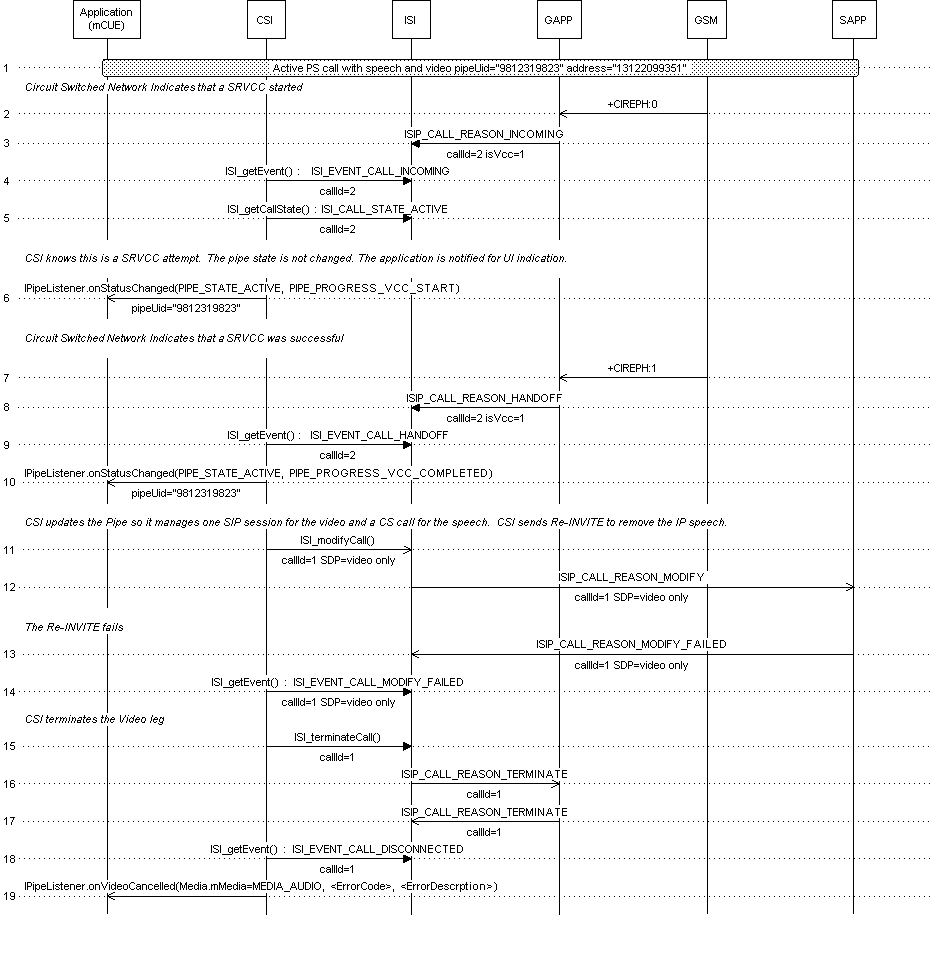 Application
(mCUE)
CSI
ISI
GAPP
GSM
SAPP
1
Active PS call with speech and video pipeUid="9812319823" address="13122099351"
Circuit Switched Network Indicates that a SRVCC started
2
+CIREPH:0
3
ISIP_CALL_REASON_INCOMING
callId=2 isVcc=1
4
ISI_getEvent() : ISI_EVENT_CALL_INCOMING
callId=2
5
ISI_getCallState() : ISI_CALL_STATE_ACTIVE
callId=2
CSI knows this is a SRVCC attempt. The pipe state is not changed. The application is notified for UI indication.
6
IPipeListener.onStatusChanged(PIPE_STATE_ACTIVE, PIPE_PROGRESS_VCC_START)
pipeUid="9812319823"
Circuit Switched Network Indicates that a SRVCC was successful
7
+CIREPH:1
8
ISIP_CALL_REASON_HANDOFF
callId=2 isVcc=1
9
ISI_getEvent() : ISI_EVENT_CALL_HANDOFF
callId=2
10
IPipeListener.onStatusChanged(PIPE_STATE_ACTIVE, PIPE_PROGRESS_VCC_COMPLETED)
pipeUid="9812319823"
CSI updates the Pipe so it manages one SIP session for the video and a CS call for the speech. CSI sends Re-INVITE to remove the IP speech.
11
ISI_modifyCall()
callId=1 SDP=video only
12
ISIP_CALL_REASON_MODIFY
callId=1 SDP=video only
The Re-INVITE fails
13
ISIP_CALL_REASON_MODIFY_FAILED
callId=1 SDP=video only
14
ISI_getEvent() : ISI_EVENT_CALL_MODIFY_FAILED
callId=1 SDP=video only
CSI terminates the Video leg
15
ISI_terminateCall()
callId=1
16
ISIP_CALL_REASON_TERMINATE
callId=1
17
ISIP_CALL_REASON_TERMINATE
callId=1
18
ISI_getEvent() : ISI_EVENT_CALL_DISCONNECTED
callId=1
19
IPipeListener.onVideoCancelled(Media.mMedia=MEDIA_AUDIO, <ErrorCode>, <ErrorDescrption>)